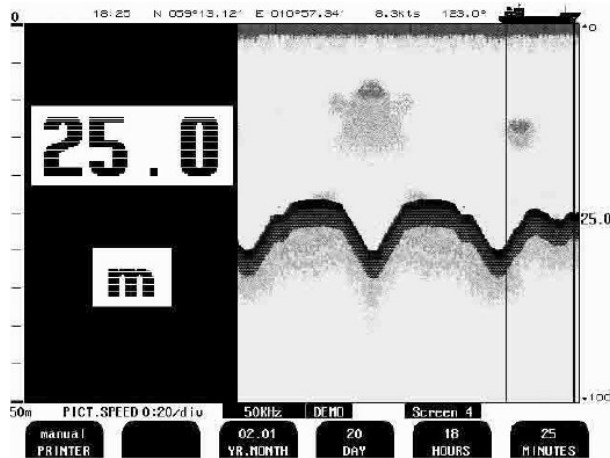 0 18:25 N 059°13.12' E 010°57.34' 8.3kts 123.0° 0
25.0
25.0
m
50m PICT.SPEED 0:20/div 50KHz DEMO Screen 4 100
manual 02.01 20 18 25
PRINTER YR.MONTH DAY HOURS MINUTES